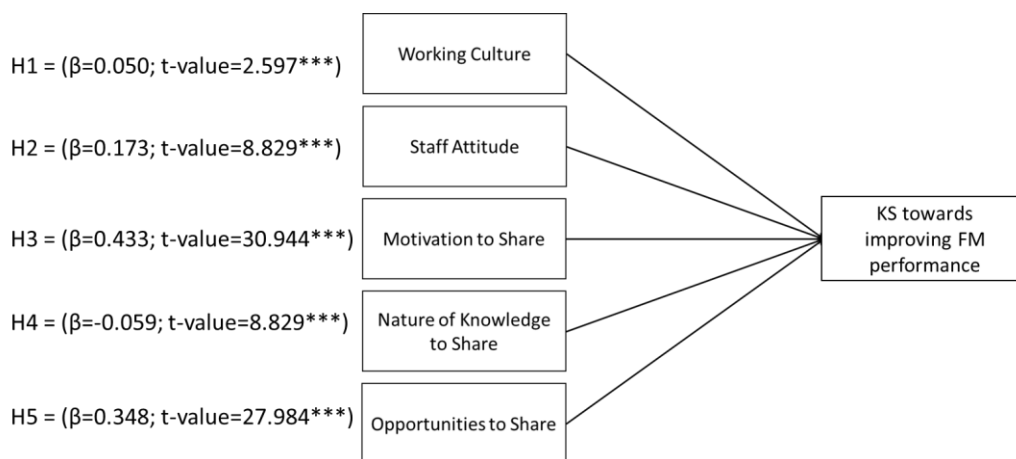 H1 = (β=0.050; t-value=2.597***)
Working Culture
H2 = (β=0.173; t-value=8.829***)
Staff Attitude
H3 = (β=0.433; t-value=30.944***)
Motivation to Share
H4 = (β=-0.059; t-value=8.829***)
Nature of Knowledge
to Share
H5 = (β=0.348; t-value=27.984***)
Opportunities to Share
KS towards
improving FM
performance